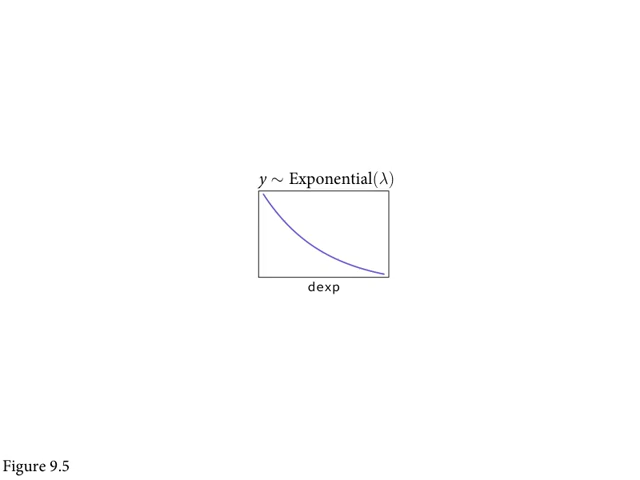 y ∼ Exponential(λ)
dexp
Figure 9.5